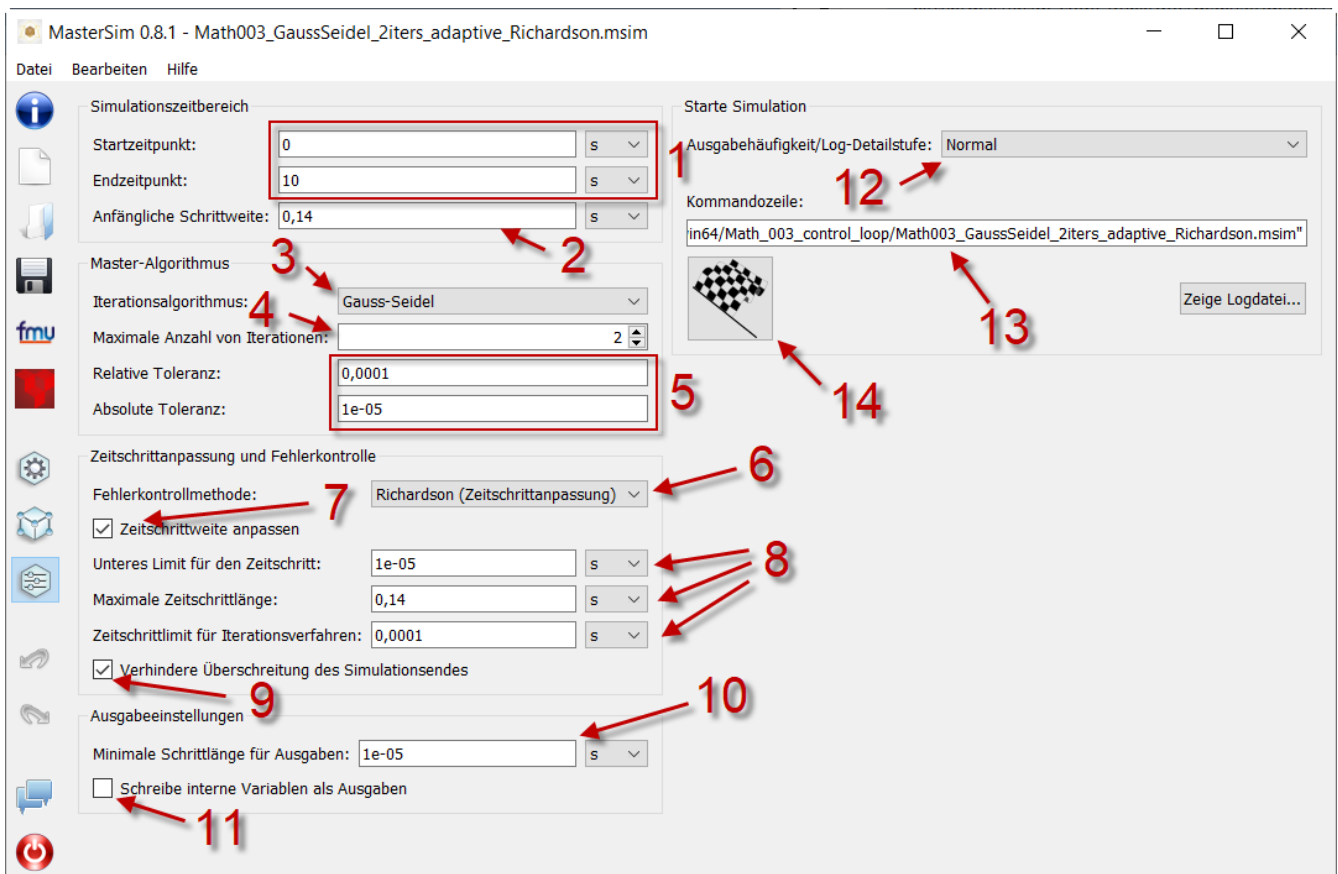 MasterSim 0.8.1 - Math003_GaussSeidel_2iters_adaptive_Richardson.msim
Datei Bearbeiten Hilfe
Simulationszeitbereich
Startzeitpunkt: 0 s
Endzeitpunkt: 10 s
1
Anfängliche Schrittweite: 0,14 s
2
Master-Algorithmus
3
Iterationsalgorithmus: Gauss-Seidel
4
Maximale Anzahl von Iterationen: 2
Relative Toleranz: 0,0001
Absolute Toleranz: 1e-05
5
Zeitschrittanpassung und Fehlerkontrolle
Fehlerkontrollmethode: Richardson (Zeitschrittanpassung)
6
7
Zeitschrittweite anpassen
Unteres Limit für den Zeitschritt: 1e-05 s
Maximale Zeitschrittlänge: 0,14 s
Zeitschrittlimit für Iterationsverfahren: 0,0001 s
8
Verhindere Überschreitung des Simulationsendes
9
Ausgabeeinstellungen
10
Minimale Schrittlänge für Ausgaben: 1e-05 s
Schreibe interne Variablen als Ausgaben
11
Starte Simulation
Ausgabehäufigkeit/Log-Detailstufe: Normal
12
Kommandozeile:
in64/Math_003_control_loop/Math003_GaussSeidel_2iters_adaptive_Richardson.msim"
13
Zeige Logdatei...
14
fmu